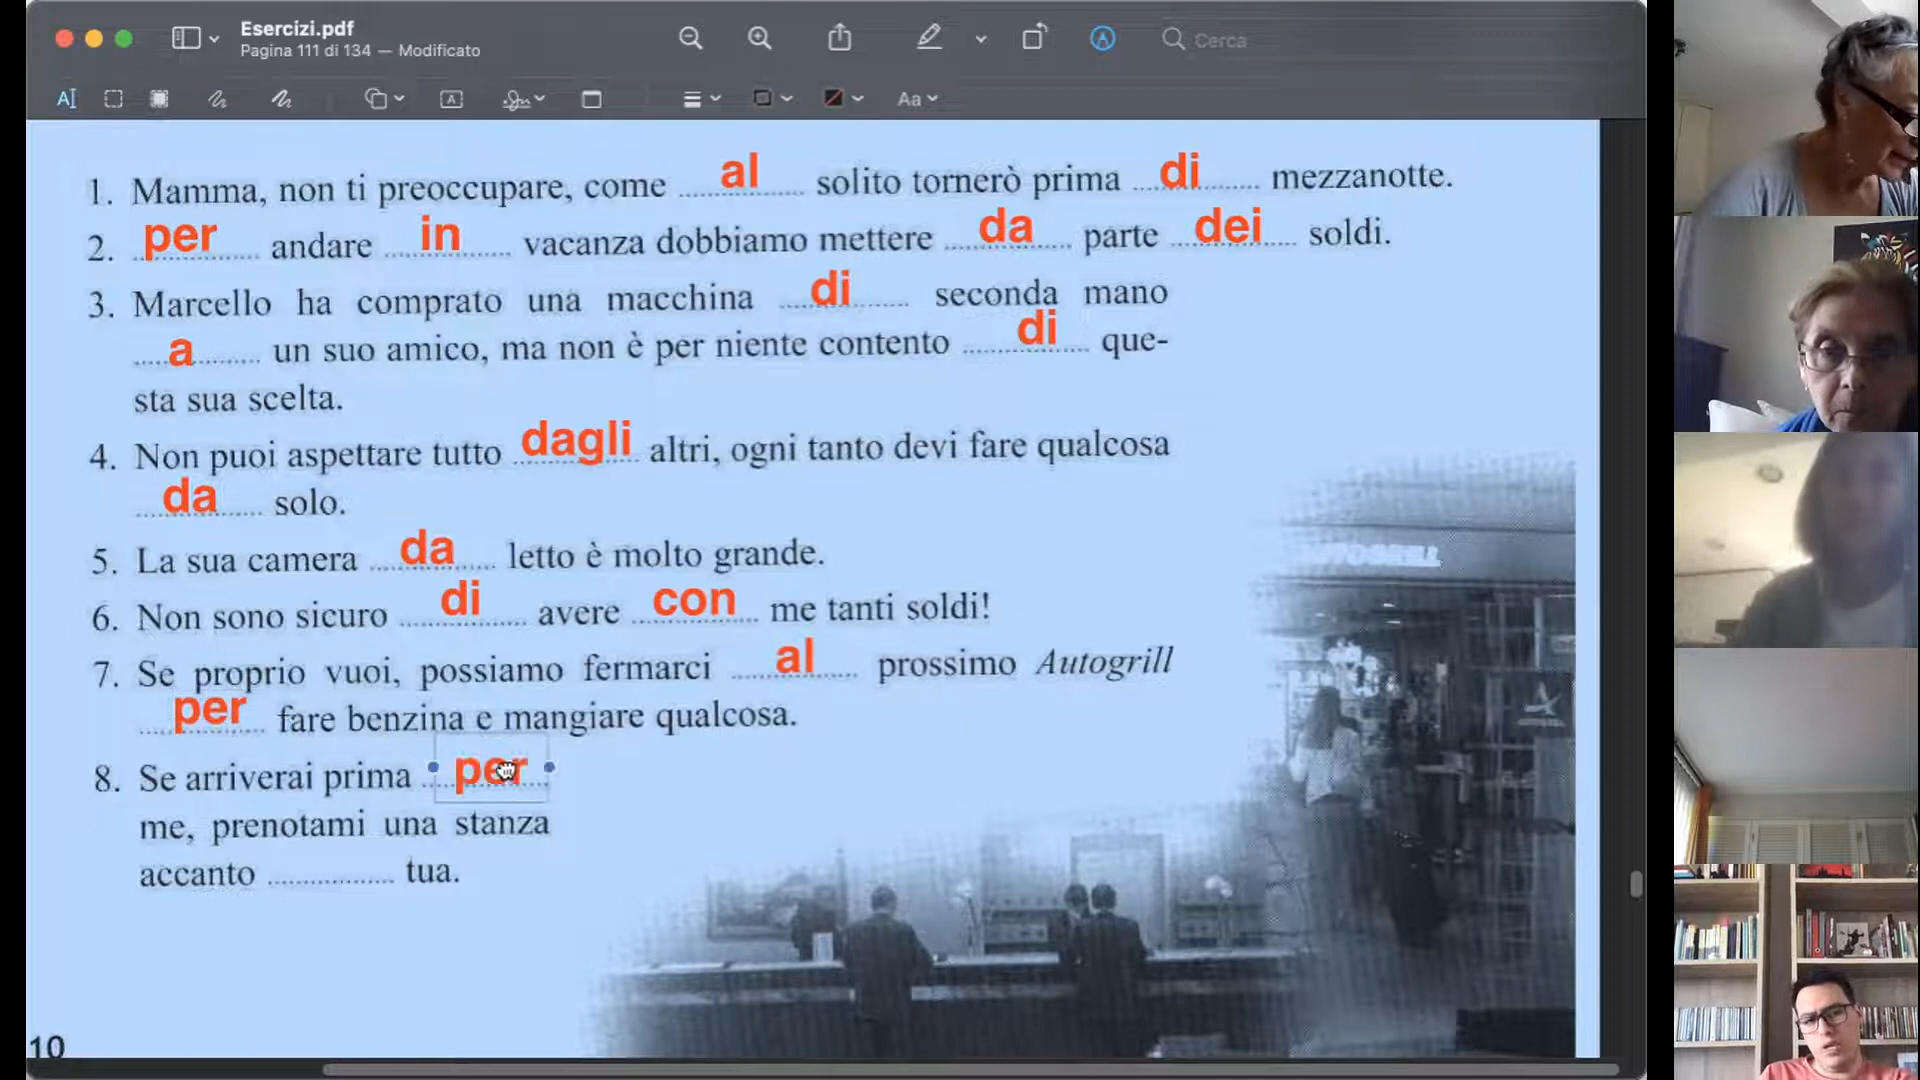 Esercizi.pdf
Pagina 111 di 134 — Modificato
Cerca
1. Mamma, non ti preoccupare, come al solito tornerò prima di mezzanotte.
2. per andare in vacanza dobbiamo mettere da parte dei soldi.
3. Marcello ha comprato una macchina di seconda mano
a un suo amico, ma non è per niente contento di que-
sta sua scelta.
4. Non puoi aspettare tutto dagli altri, ogni tanto devi fare qualcosa
da solo.
5. La sua camera da letto è molto grande.
6. Non sono sicuro di avere con me tanti soldi!
7. Se proprio vuoi, possiamo fermarci al prossimo Autogrill
per fare benzina e mangiare qualcosa.
8. Se arriverai prima per
me, prenotami una stanza
accanto ................ tua.
10